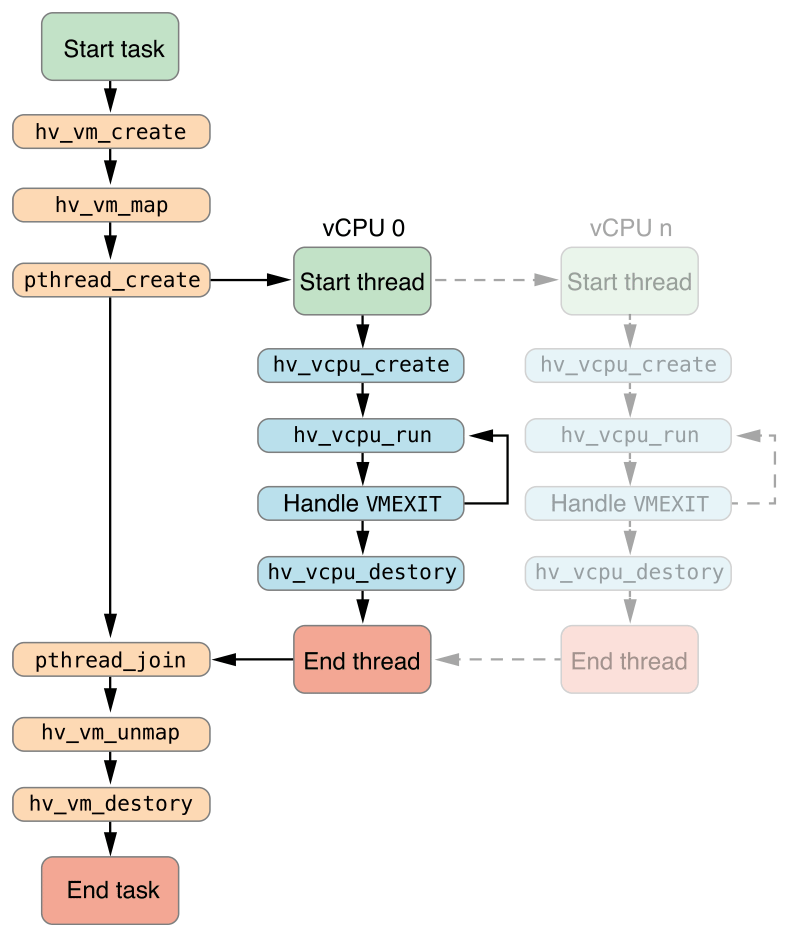 Start task
hv_vm_create
hv_vm_map
pthread_create
vCPU 0
Start thread
hv_vcpu_create
hv_vcpu_run
Handle VMEXIT
hv_vcpu_destory
End thread
vCPU n
Start thread
hv_vcpu_create
hv_vcpu_run
Handle VMEXIT
hv_vcpu_destory
End thread
pthread_join
hv_vm_unmap
hv_vm_destory
End task